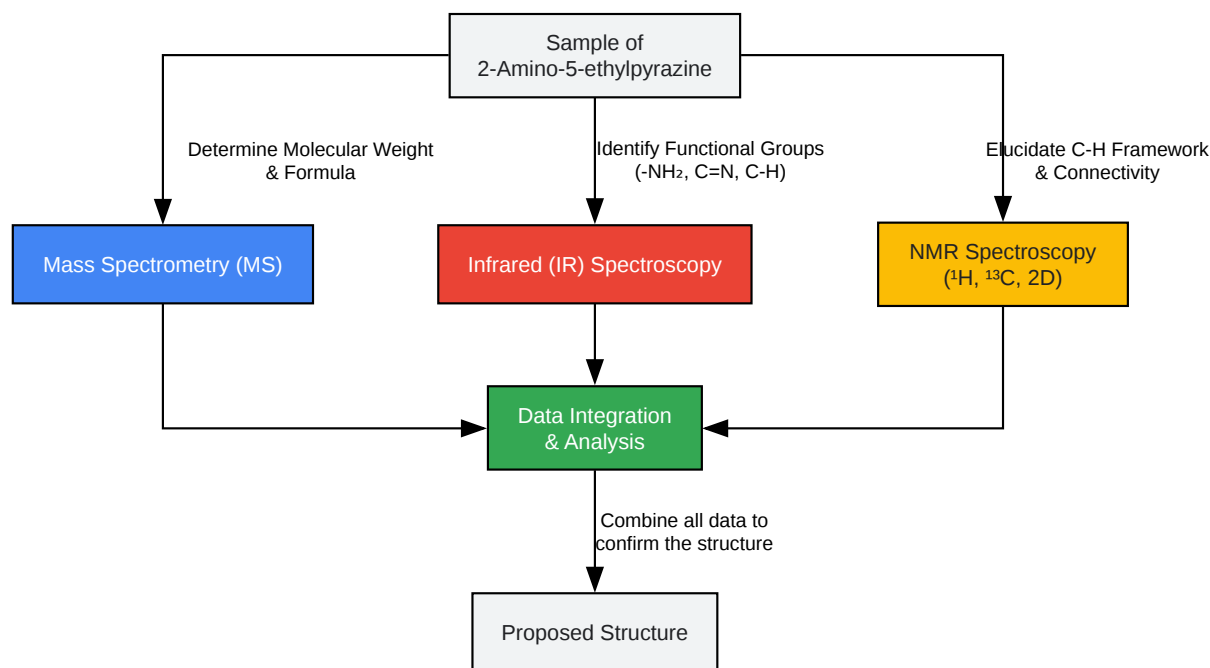 Sample of
2-Amino-5-ethylpyrazine
Determine Molecular Weight
& Formula
Identify Functional Groups
(-NH₂, C=N, C-H)
Elucidate C-H Framework
& Connectivity
Mass Spectrometry (MS)
Infrared (IR) Spectroscopy
NMR Spectroscopy
(¹H, ¹³C, 2D)
Data Integration
& Analysis
Combine all data to
confirm the structure
Proposed Structure